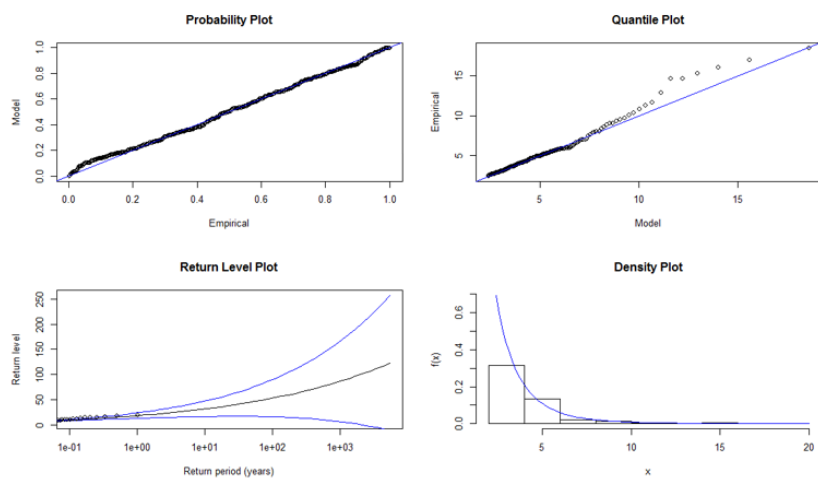 Probability Plot
Model
0.0 0.2 0.4 0.6 0.8 1.0
0.0 0.2 0.4 0.6 0.8 1.0
Empirical
Quantile Plot
Empirical
5 10 15
5 10 15
Model
Return Level Plot
Return level
0 50 100 150 200 250
1e-01 1e+00 1e+01 1e+02 1e+03
Return period (years)
Density Plot
f(x)
0.0 0.2 0.4 0.6
5 10 15 20
x